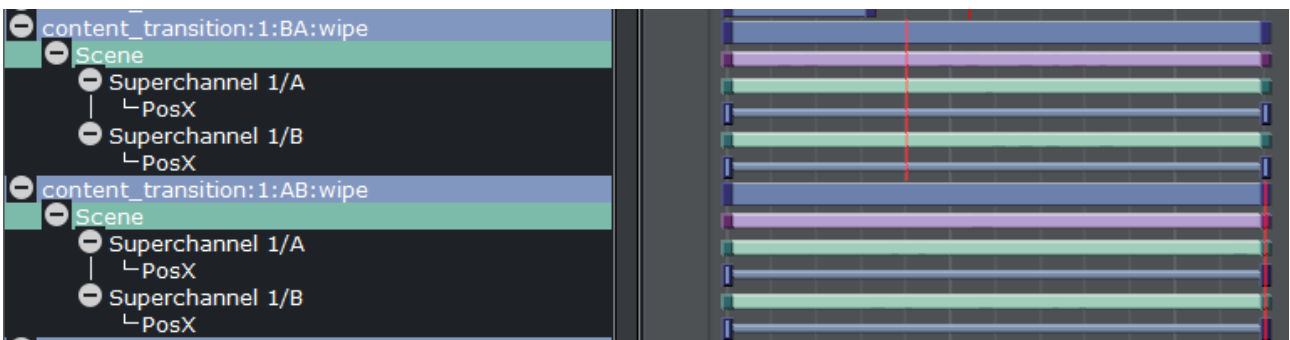 content_transition:1:BA:wipe
Scene
Superchannel 1/A
PosX
Superchannel 1/B
PosX
content_transition:1:AB:wipe
Scene
Superchannel 1/A
PosX
Superchannel 1/B
PosX